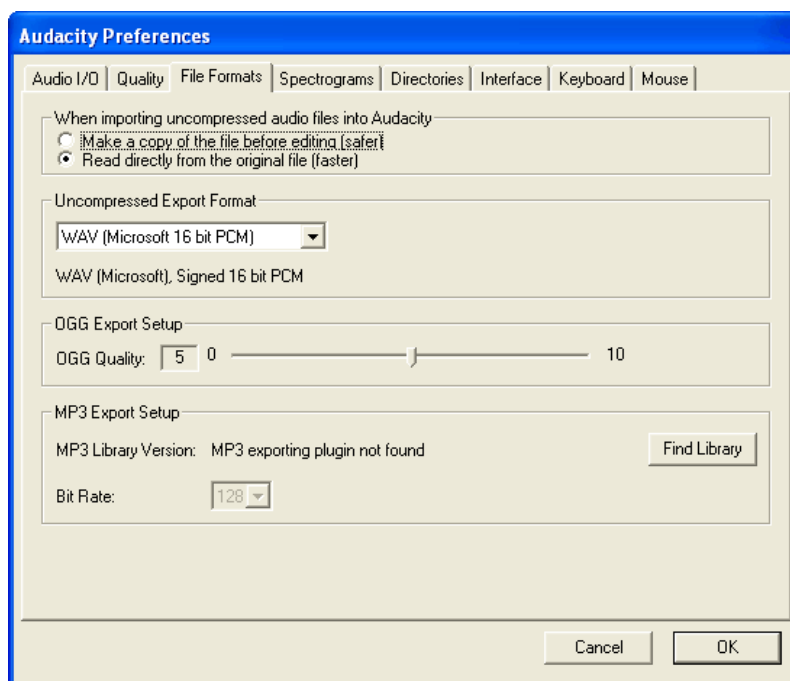 Audacity Preferences
Audio I/O Quality File Formats Spectrograms Directories Interface Keyboard Mouse
When importing uncompressed audio files into Audacity
Make a copy of the file before editing (safer)
Read directly from the original file (faster)
Uncompressed Export Format
WAV (Microsoft 16 bit PCM)
WAV (Microsoft), Signed 16 bit PCM
OGG Export Setup
OGG Quality: 5 0 10
MP3 Export Setup
MP3 Library Version: MP3 exporting plugin not found Find Library
Bit Rate: 128
Cancel OK